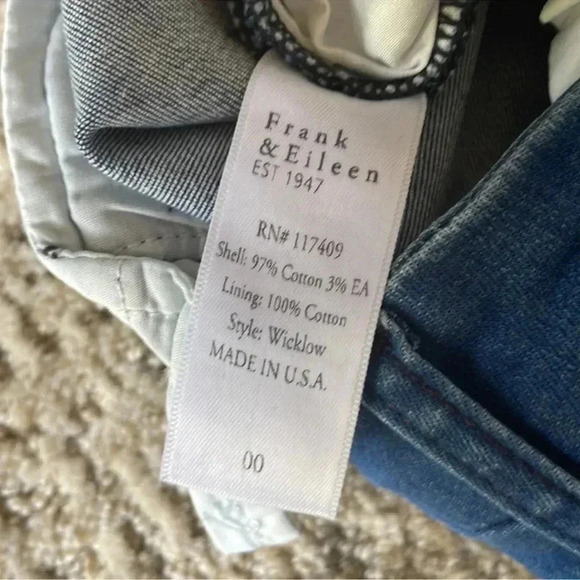 Frank
& Eileen
EST 1947
RN# 117409
Shell: 97% Cotton 3% EA
Lining: 100% Cotton
Style: Wicklow
MADE IN U.S.A.
00